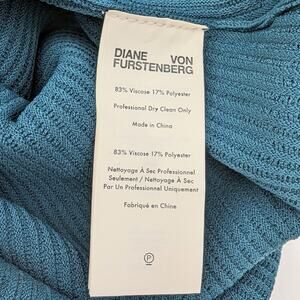 DIANE VON
FURSTENBERG
83% Viscose 17% Polyester
Professional Dry Clean Only
Made in China
83% Viscose 17% Polyester
Nettoyage À Sec Professionnel
Seulement / Nettoyage À Sec
Par Un Professionnel Uniquement
Fabriqué en Chine
P